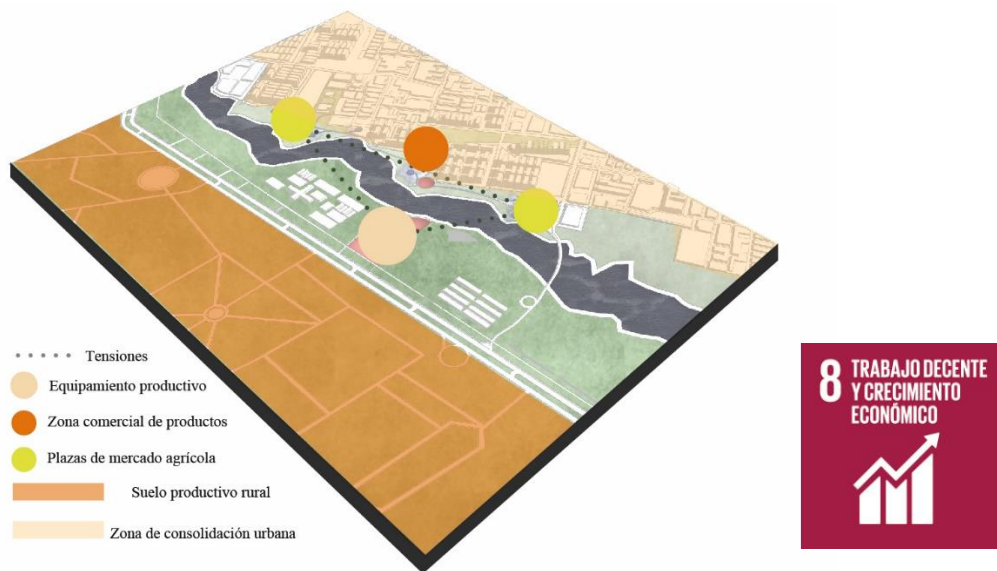 Tensiones
Equipamiento productivo
Zona comercial de productos
Plazas de mercado agrícola
Suelo productivo rural
Zona de consolidación urbana
8 TRABAJO DECENTE
Y CRECIMIENTO
ECONÓMICO